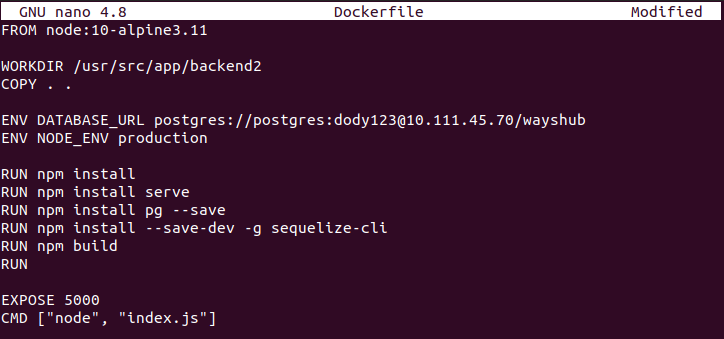 GNU nano 4.8 Dockerfile Modified
FROM node:10-alpine3.11
WORKDIR /usr/src/app/backend2
COPY . .
ENV DATABASE_URL postgres://postgres:dody123@10.111.45.70/wayshub
ENV NODE_ENV production
RUN npm install
RUN npm install serve
RUN npm install pg --save
RUN npm install --save-dev -g sequelize-cli
RUN npm build
RUN
EXPOSE 5000
CMD ["node", "index.js"]